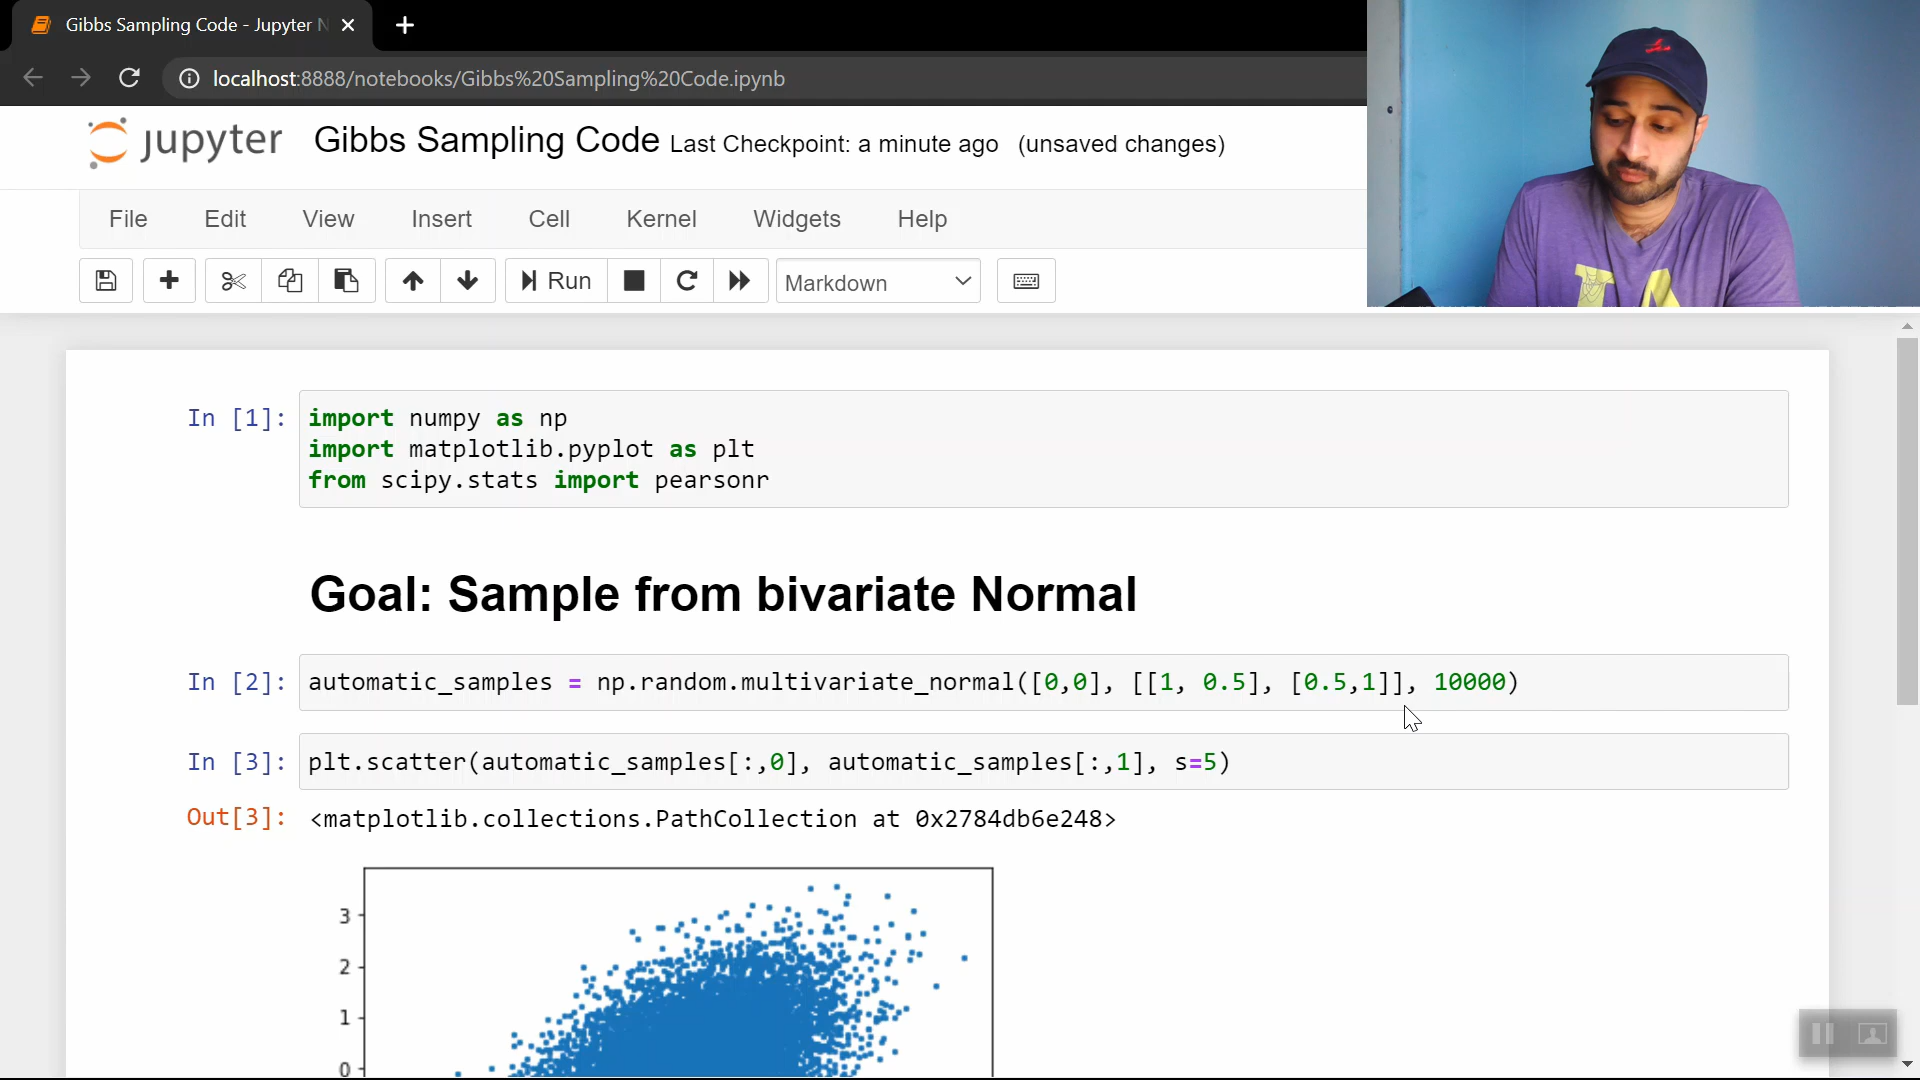 Gibbs Sampling Code - Jupyter N
localhost:8888/notebooks/Gibbs%20Sampling%20Code.ipynb
jupyter Gibbs Sampling Code Last Checkpoint: a minute ago (unsaved changes)
File Edit View Insert Cell Kernel Widgets Help
Run Markdown
In [1]: import numpy as np
import matplotlib.pyplot as plt
from scipy.stats import pearsonr
Goal: Sample from bivariate Normal
In [2]: automatic_samples = np.random.multivariate_normal([0,0], [[1, 0.5], [0.5,1]], 10000)
In [3]: plt.scatter(automatic_samples[:,0], automatic_samples[:,1], s=5)
Out[3]: <matplotlib.collections.PathCollection at 0x2784db6e248>
3
2
1
0